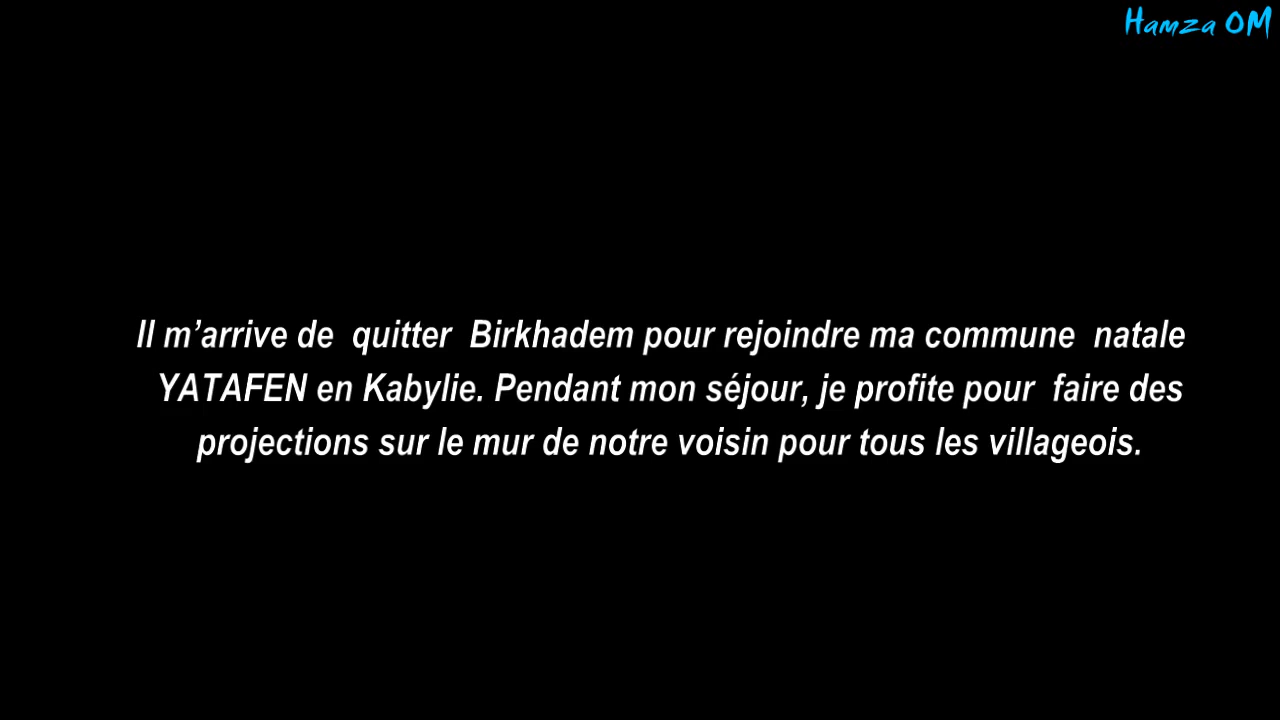 Hamza OM
Il m’arrive de quitter Birkhadem pour rejoindre ma commune natale
YATAFEN en Kabylie. Pendant mon séjour, je profite pour faire des
projections sur le mur de notre voisin pour tous les villageois.